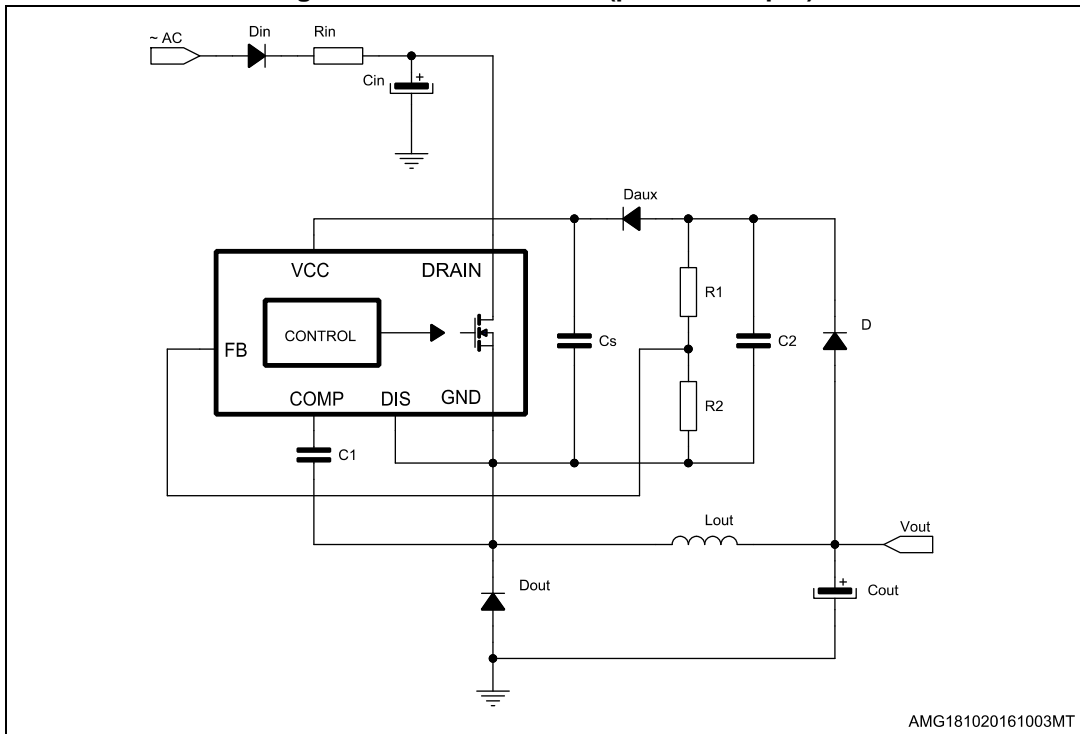 ~ AC
Din
Rin
Cin
+
Daux
VCC
DRAIN
R1
CONTROL
D
FB
Cs
C2
COMP
DIS
GND
R2
C1
Lout
Vout
Dout
+
Cout
AMG181020161003MT